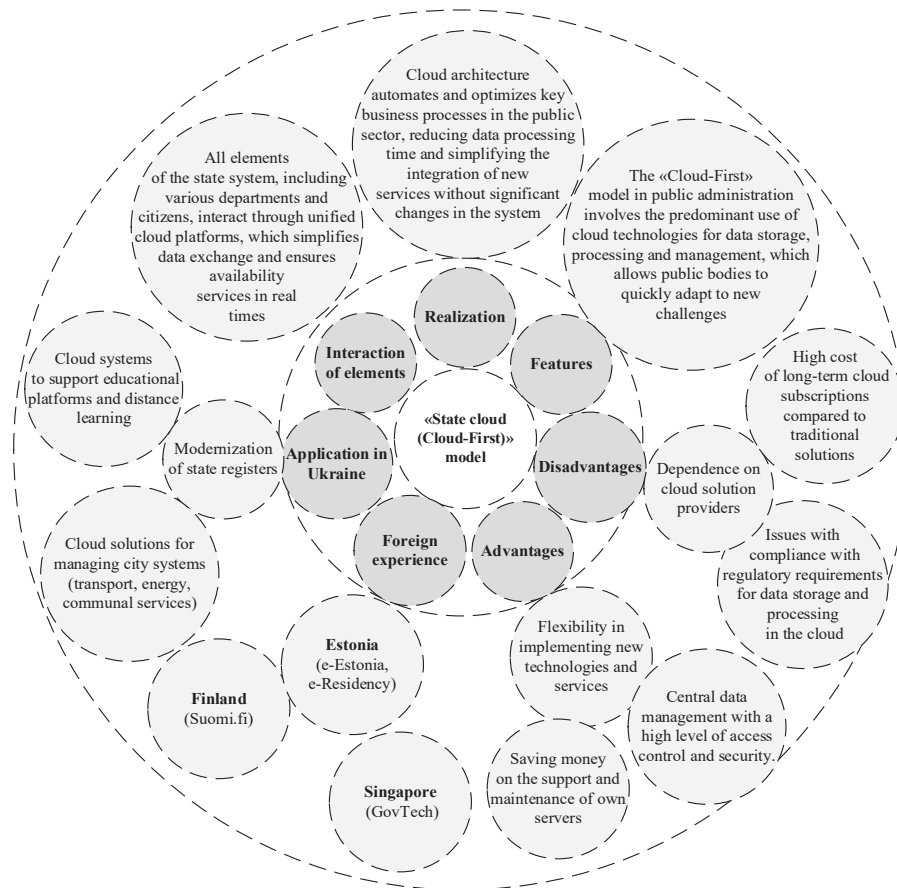 Cloud architecture
automates and optimizes key
business processes in the public
sector, reducing data processing
time and simplifying the
integration of new
services without significant
changes in the system
All elements
of the state system, including
various departments and
citizens, interact through unified
cloud platforms, which simplifies
data exchange and ensures
availability
services in real
times
The «Cloud-First»
model in public administration
involves the predominant use of
cloud technologies for data storage,
processing and management, which
allows public bodies to
quickly adapt to new
challenges
Realization
Interaction
of elements
Features
«State cloud
(Cloud-First)»
model
Application in
Ukraine
Disadvantages
Foreign
experience
Advantages
Cloud systems
to support educational
platforms and distance
learning
Modernization
of state registers
Cloud solutions for
managing city systems
(transport, energy,
communal services)
High cost
of long-term cloud
subscriptions
compared to
traditional
solutions
Dependence on
cloud solution
providers
Issues with
compliance with
regulatory requirements
for data storage and
processing
in the cloud
Estonia
(e-Estonia,
e-Residency)
Finland
(Suomi.fi)
Singapore
(GovTech)
Flexibility in
implementing new
technologies and
services
Central data
management with a
high level of access
control and security.
Saving money
on the support and
maintenance of own
servers